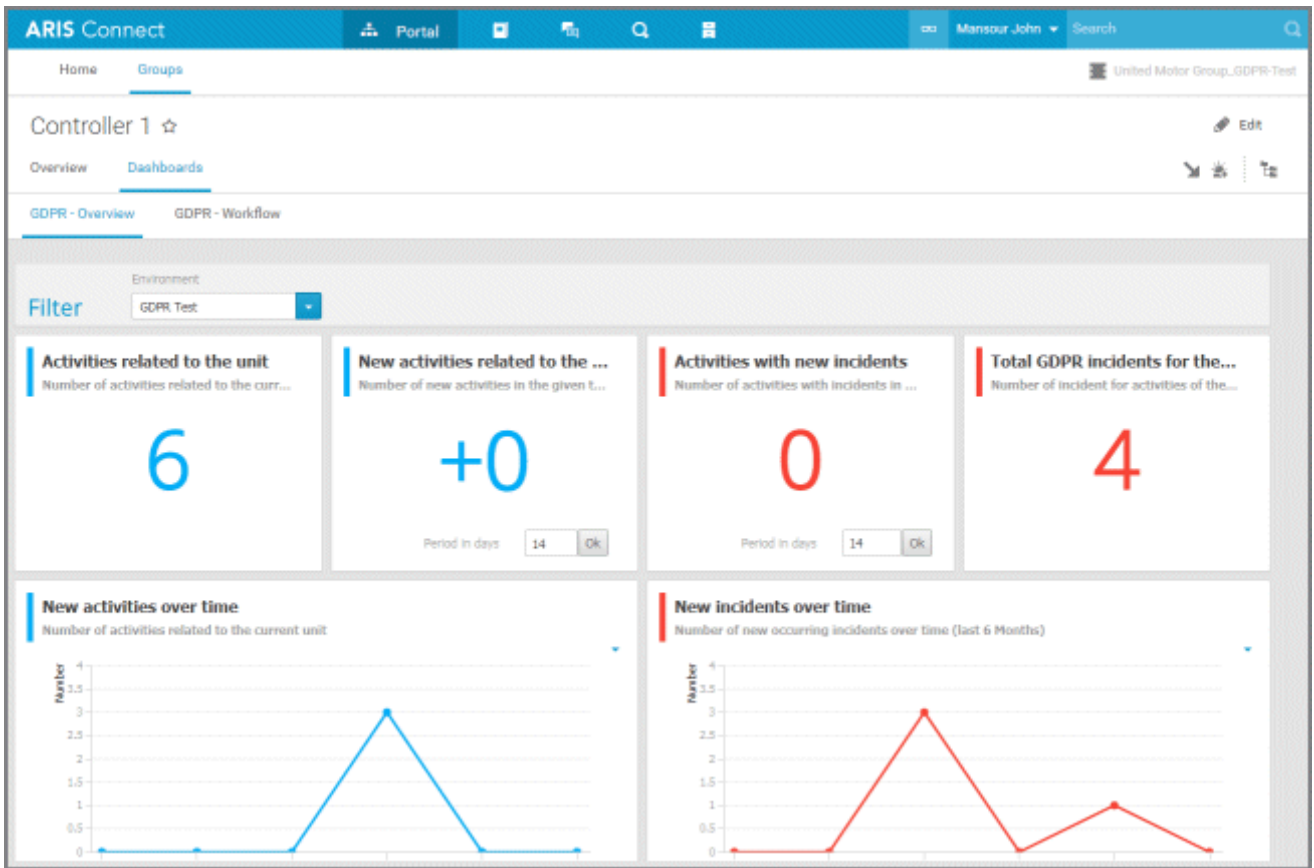 ARIS Connect
Portal
Mansour John
Search
Home
Groups
United Motor Group_GDPR-Test
Controller 1
Edit
Overview
Dashboards
GDPR - Overview
GDPR - Workflow
Filter
Environment
GDPR Test
Activities related to the unit
Number of activities related to the curr...
6
New activities related to the ...
Number of new activities in the given t...
+0
Period in days
14
Ok
Activities with new incidents
Number of activities with incidents in ...
0
Period in days
14
Ok
Total GDPR incidents for the...
Number of incident for activities of the...
4
New activities over time
Number of activities related to the current unit
Number
4
3.5
3
2.5
2
1.5
1
0.5
0
New incidents over time
Number of new occurring incidents over time (last 6 Months)
Number
4
3.5
3
2.5
2
1.5
1
0.5
0